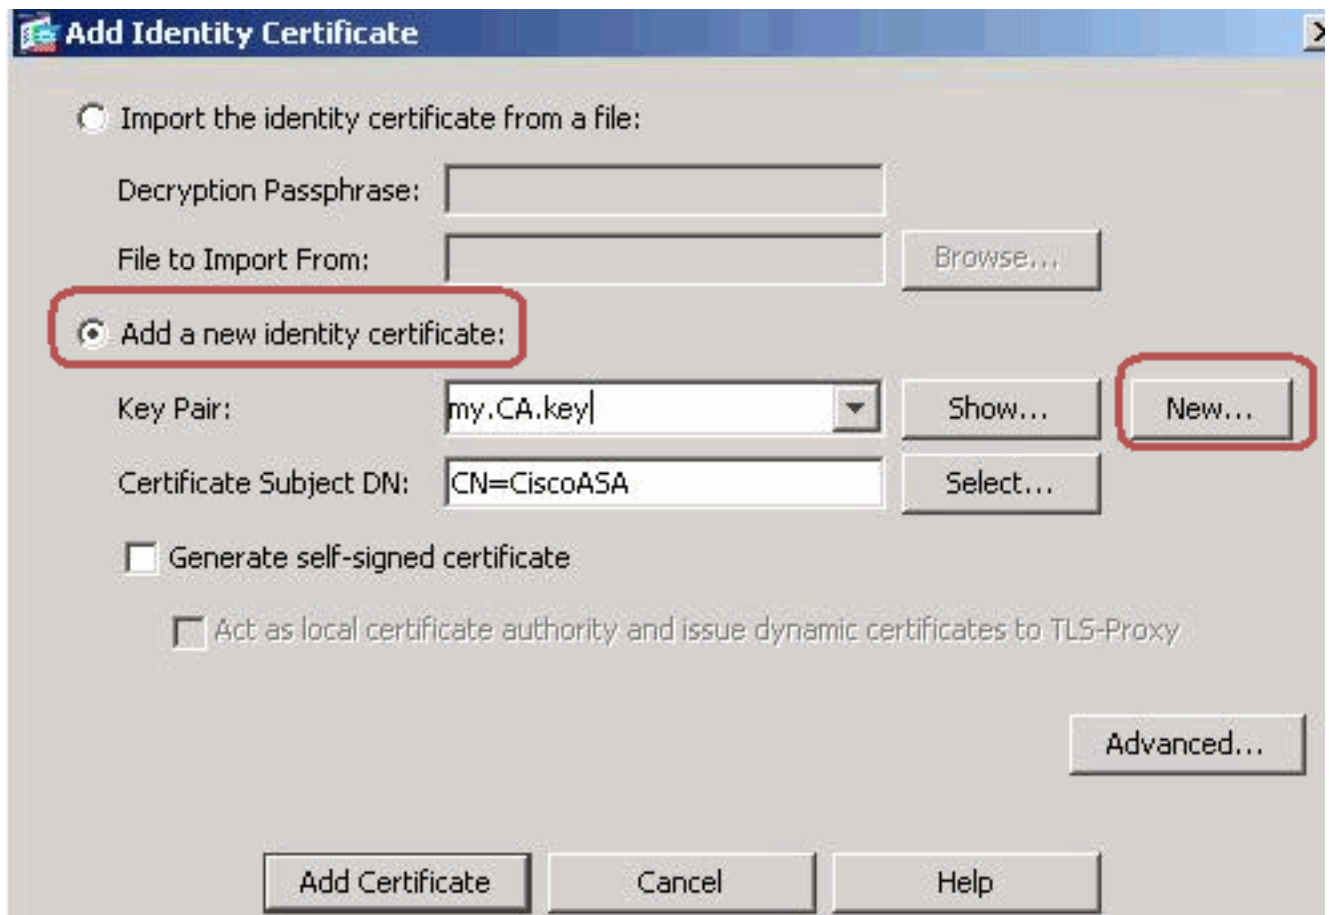 Add Identity Certificate
Import the identity certificate from a file:
Decryption Passphrase:
File to Import From:
Browse...
Add a new identity certificate:
Key Pair:
my.CA.key
Show...
New...
Certificate Subject DN:
CN=CiscoASA
Select...
Generate self-signed certificate
Act as local certificate authority and issue dynamic certificates to TLS-Proxy
Advanced...
Add Certificate
Cancel
Help